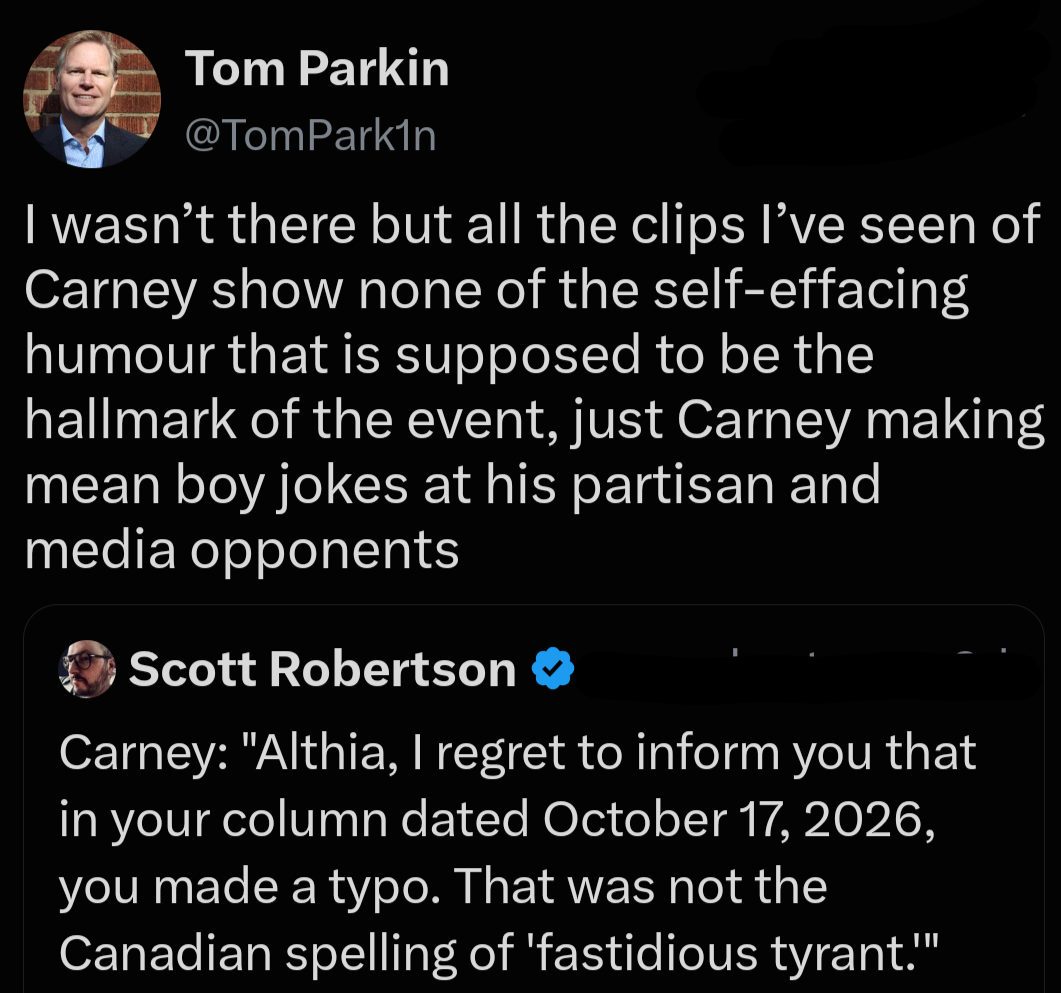 Tom Parkin
@TomPark1n
I wasn’t there but all the clips I’ve seen of
Carney show none of the self-effacing
humour that is supposed to be the
hallmark of the event, just Carney making
mean boy jokes at his partisan and
media opponents
Scott Robertson
Carney: "Althia, I regret to inform you that
in your column dated October 17, 2026,
you made a typo. That was not the
Canadian spelling of 'fastidious tyrant.'"